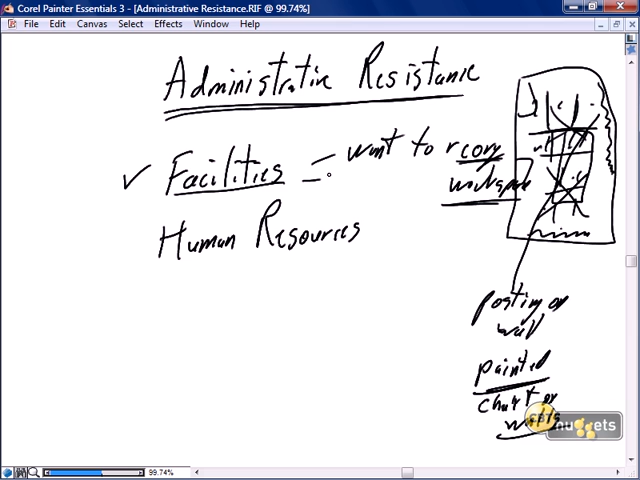 Corel Painter Essentials 3 - [Administrative Resistance.RIF @ 99.74%]
File Edit Canvas Select Effects Window Help
Administrative Resistance
Facilities = want to
workspace
Human Resources
posting on
wall
painted
chart on
walls
CBT nuggets
99.74%